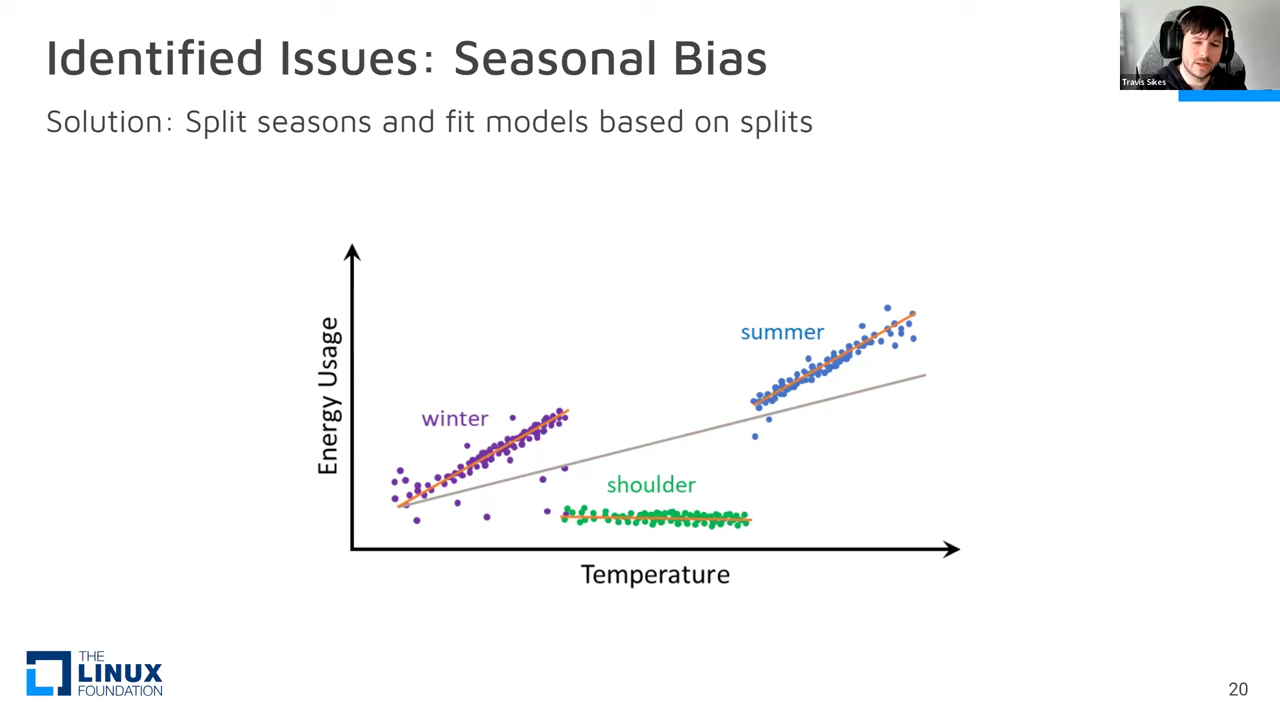 Identified Issues: Seasonal Bias
Solution: Split seasons and fit models based on splits
Travis Sikes
Energy Usage
winter
summer
shoulder
Temperature
THE
LINUX
FOUNDATION
20